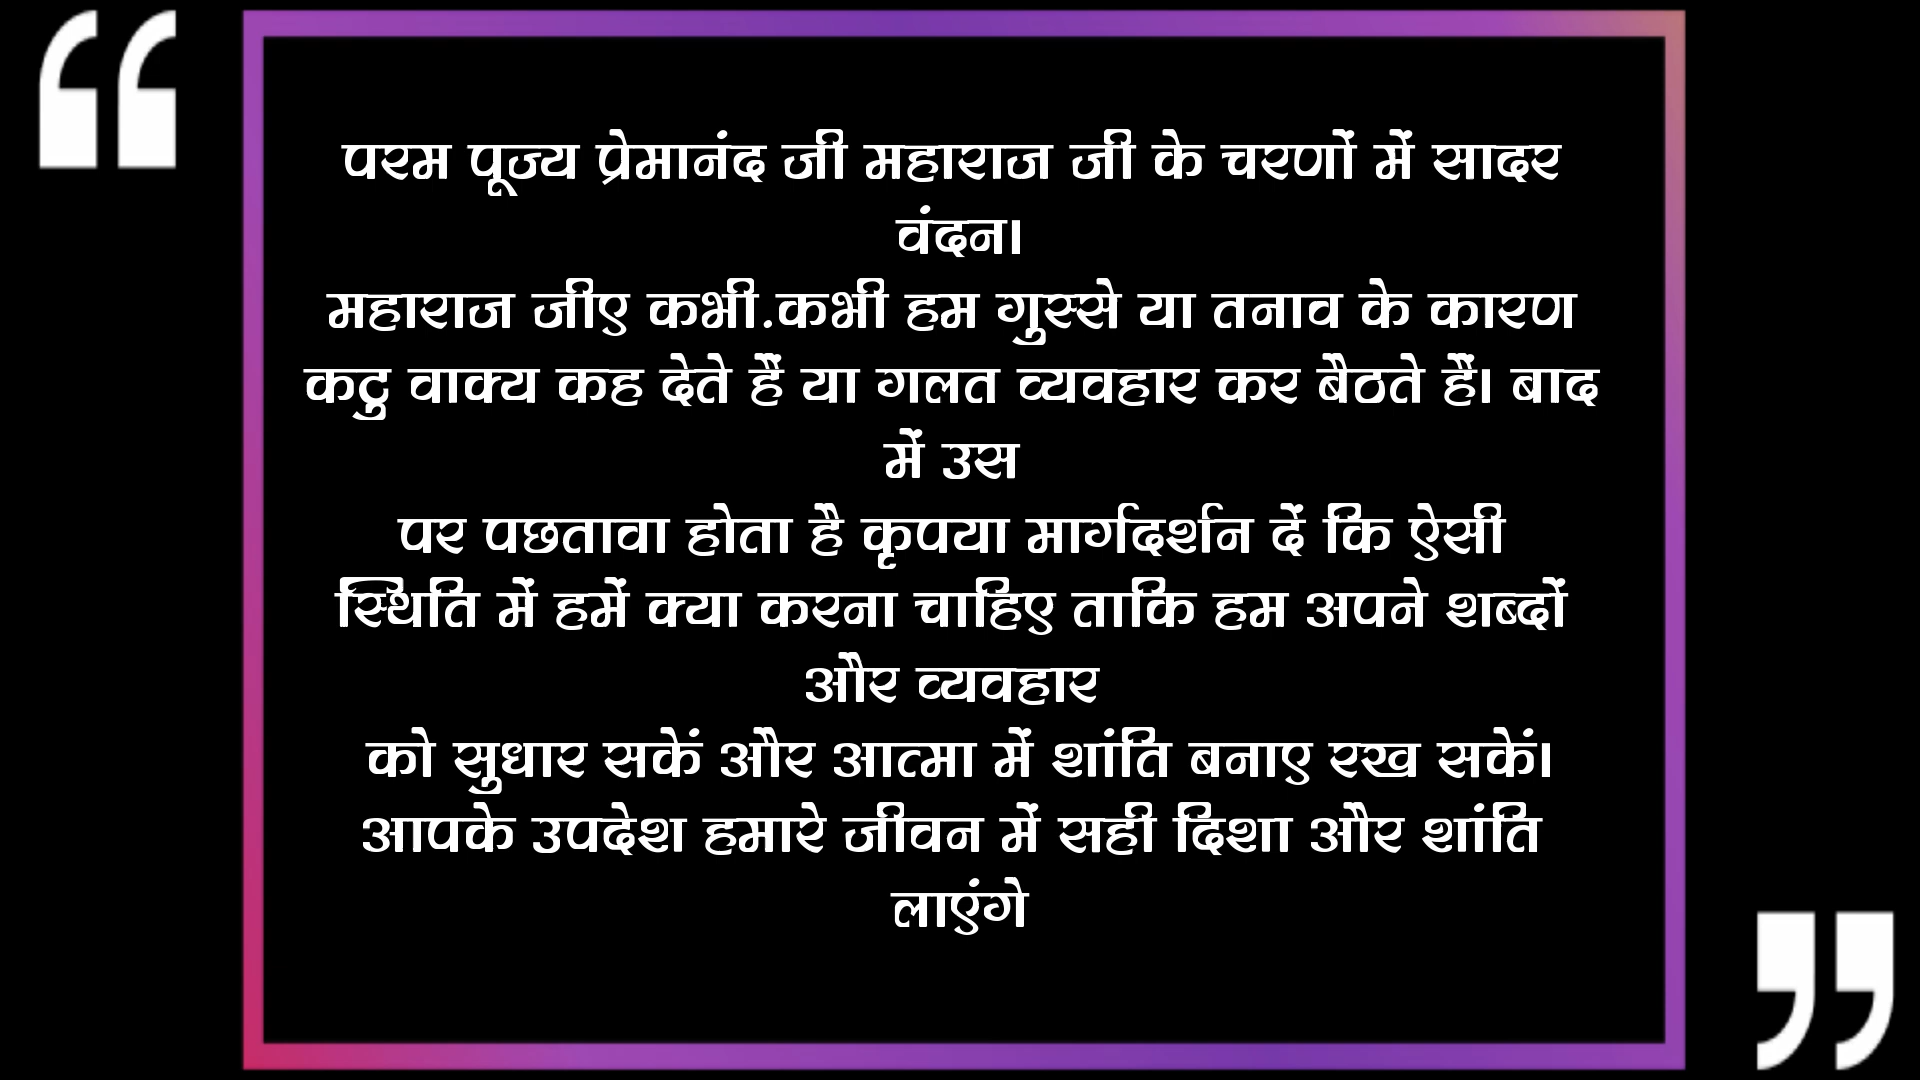 परम पूज्य प्रेमानंद जी महाराज जी के चरणों में सादर
वंदन।
महाराज जीए कभी.कभी हम गुस्से या तनाव के कारण
कटु वाक्य कह देते हैं या गलत व्यवहार कर बैठते हैं। बाद
में उस
पर पछतावा होता है कृपया मार्गदर्शन दें कि ऐसी
स्थिति में हमें क्या करना चाहिए ताकि हम अपने शब्दों
और व्यवहार
को सुधार सकें और आत्मा में शांति बनाए रख सकें।
आपके उपदेश हमारे जीवन में सही दिशा और शांति
लाएंगे